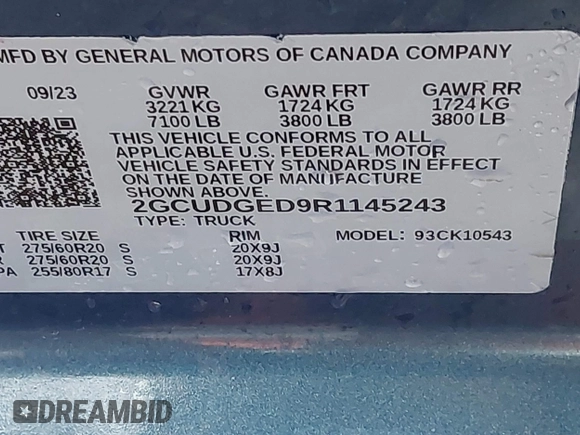 MFD BY GENERAL MOTORS OF CANADA COMPANY
09/23 GVWR GAWR FRT GAWR RR
3221 KG 1724 KG 1724 KG
7100 LB 3800 LB 3800 LB
THIS VEHICLE CONFORMS TO ALL
APPLICABLE U.S. FEDERAL MOTOR
VEHICLE SAFETY STANDARDS IN EFFECT
ON THE DATE OF MANUFACTURE
SHOWN ABOVE.
2GCUDGED9R1145243
TYPE: TRUCK MODEL: 93CK10543
TIRE SIZE RIM
T 275/60R20 S 20X9J
R 275/60R20 S 20X9J
PA 255/80R17 S 17X8J
DREAMBID